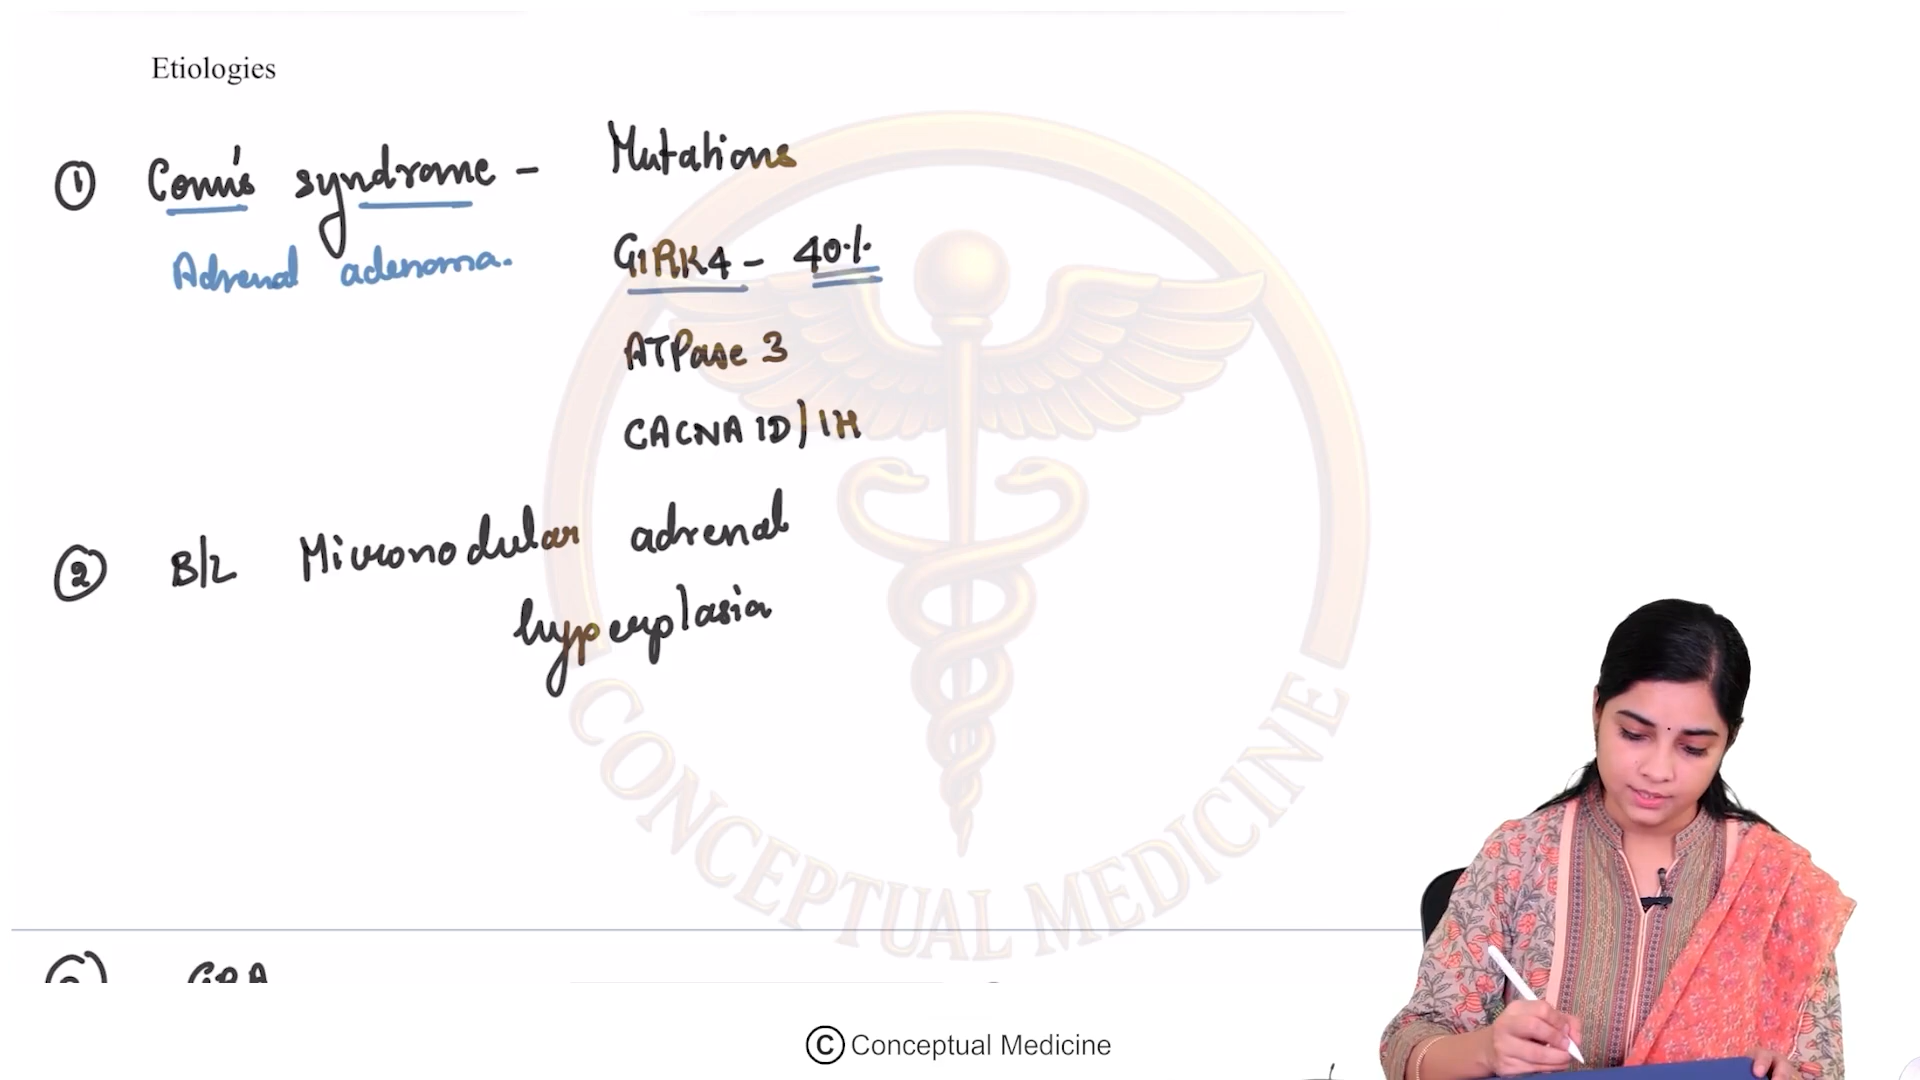 Etiologies
① Conn's syndrome - Mutations
Adrenal adenoma.
GIRK4 - 40%
ATPase 3
CACNA 1D/1H
② B/L Micronodular adrenal
hyperplasia
CONCEPTUAL MEDICINE
GRA
© Conceptual Medicine